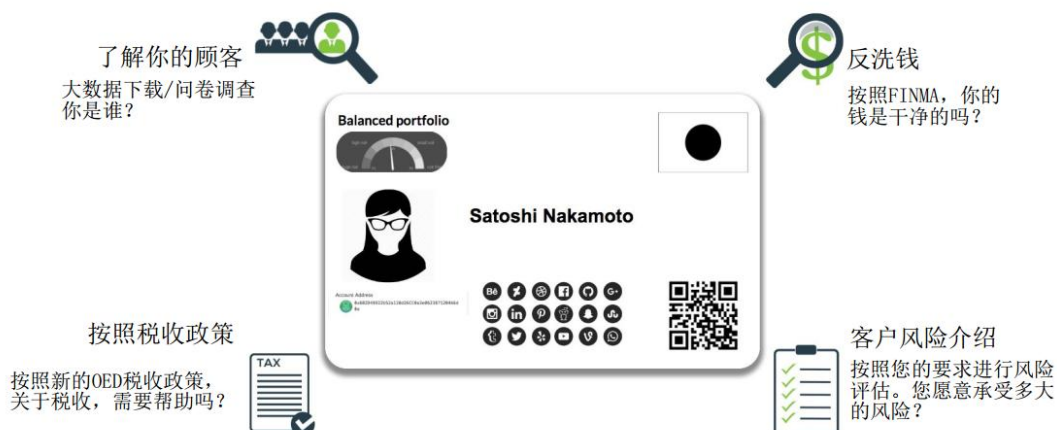 了解你的顾客
大数据下载/问卷调查
你是谁?
反洗钱
按照FINMA, 你的
钱是干净的吗?
Balanced portfolio
Satoshi Nakamoto
Account Address
按照税收政策
按照新的OED税收政策,
关于税收, 需要帮助吗?
TAX
客户风险介绍
按照您的要求进行风险
评估。您愿意承受多大
的风险?